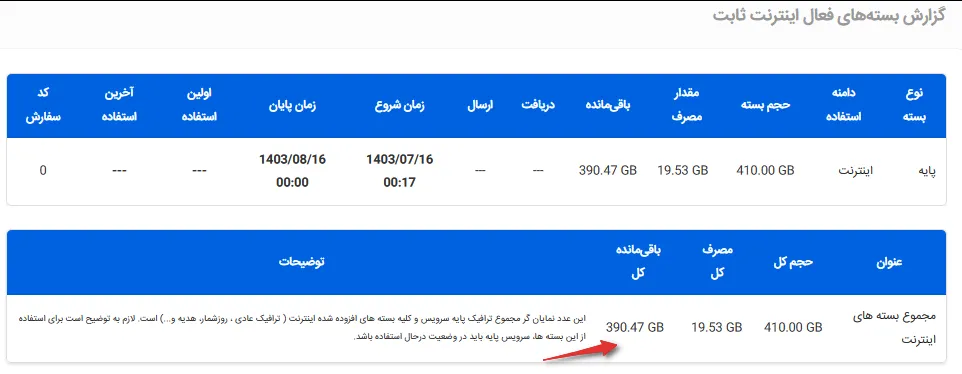 گزارش بسته‌های فعال اینترنت ثابت
نوع بسته
دامنه استفاده
حجم بسته
مقدار مصرف
باقی‌مانده
دریافت
ارسال
زمان شروع
زمان پایان
اولین استفاده
آخرین استفاده
کد سفارش
پایه
اینترنت
410.00 GB
19.53 GB
390.47 GB
---
---
1403/07/16
00:17
1403/08/16
00:00
---
---
0
عنوان
حجم کل
مصرف کل
باقی‌مانده کل
توضیحات
مجموع بسته های
اینترنت
410.00 GB
19.53 GB
390.47 GB
این عدد نمایان گر مجموع ترافیک پایه سرویس و کلیه بسته های افزوده شده اینترنت ( ترافیک عادی ، روزشمار، هدیه و...) است. لازم به توضیح است برای استفاده
از این بسته ها، سرویس پایه باید در وضعیت درحال استفاده باشد.